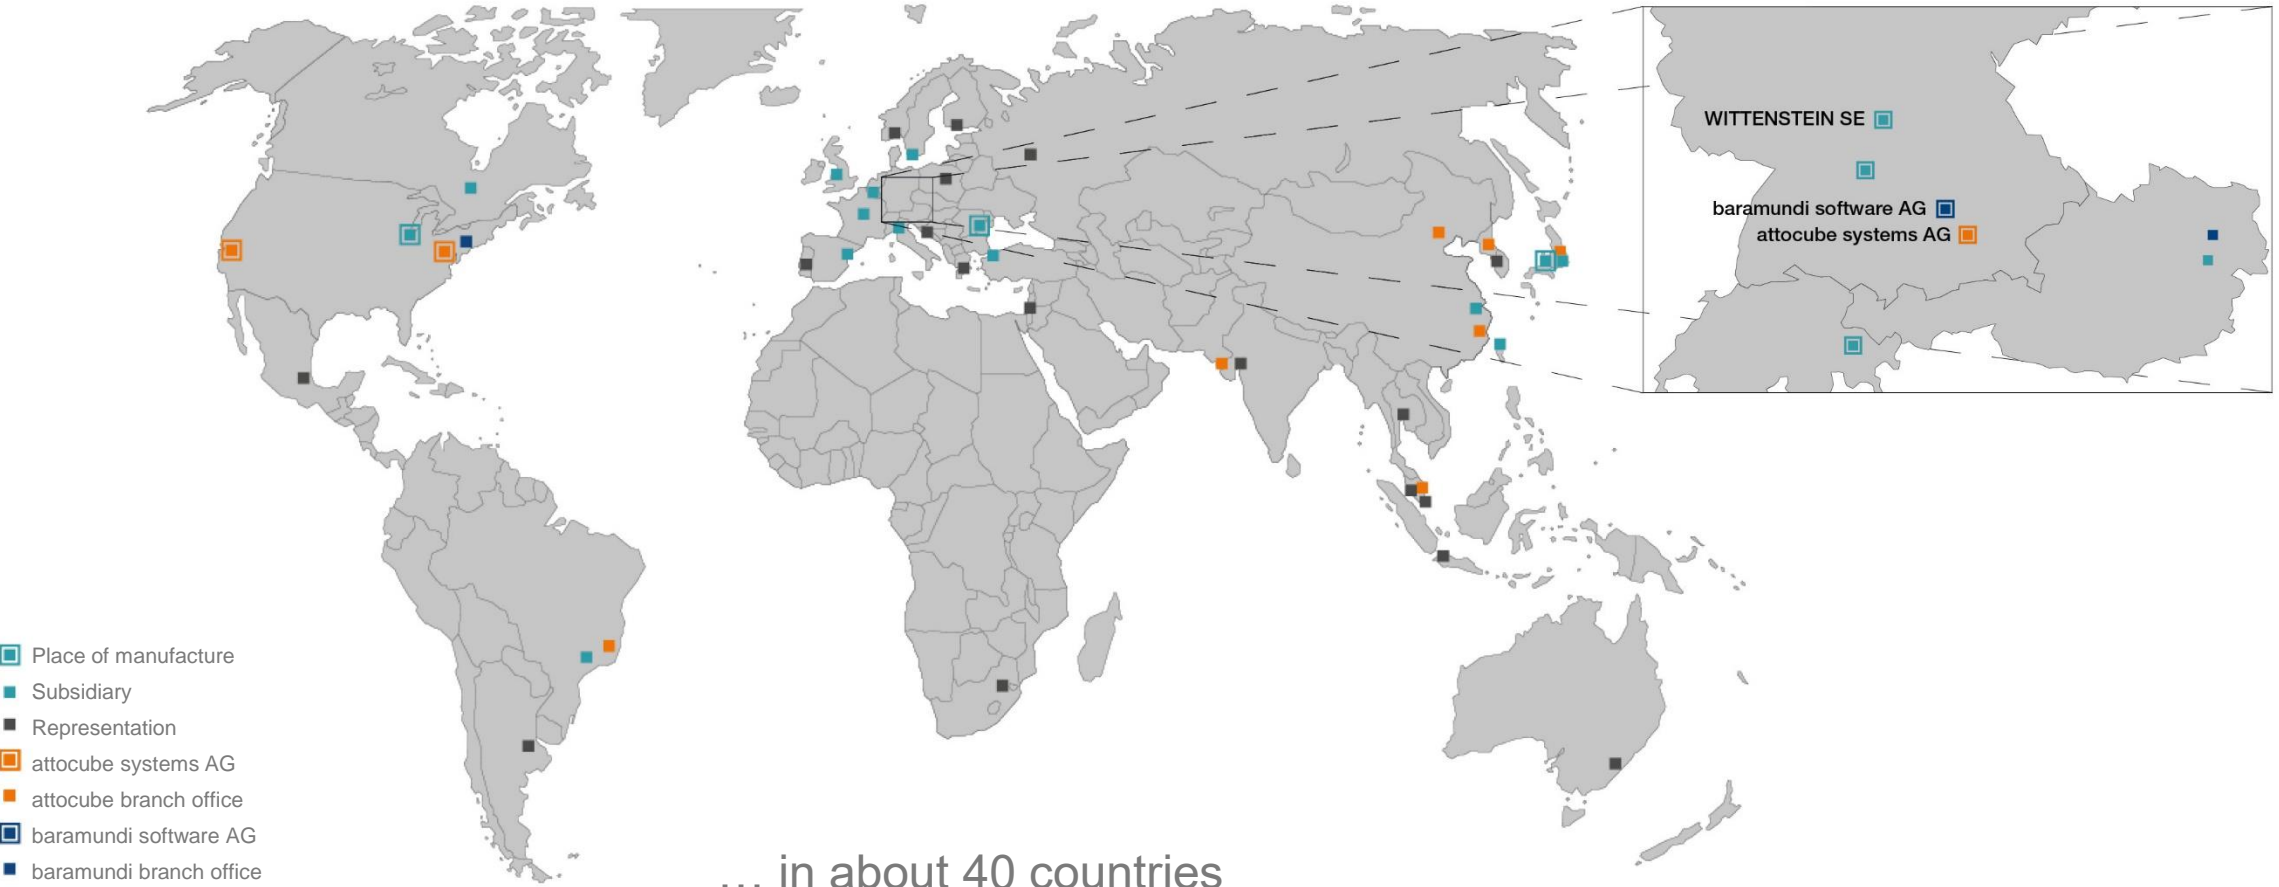 WITTENSTEIN SE
baramundi software AG
attocube systems AG
Place of manufacture
Subsidiary
Representation
attocube systems AG
attocube branch office
baramundi software AG
baramundi branch office
... in about 40 countries